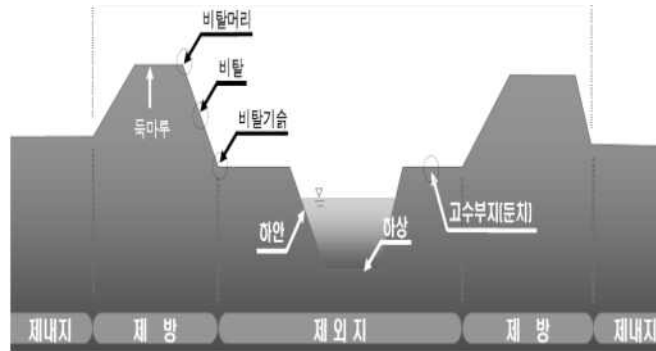 비탈머리
비탈
둑마루
비탈기슭
하안
하상
고수부지(둔치)
제내지
제 방
제 외 지
제 방
제내지